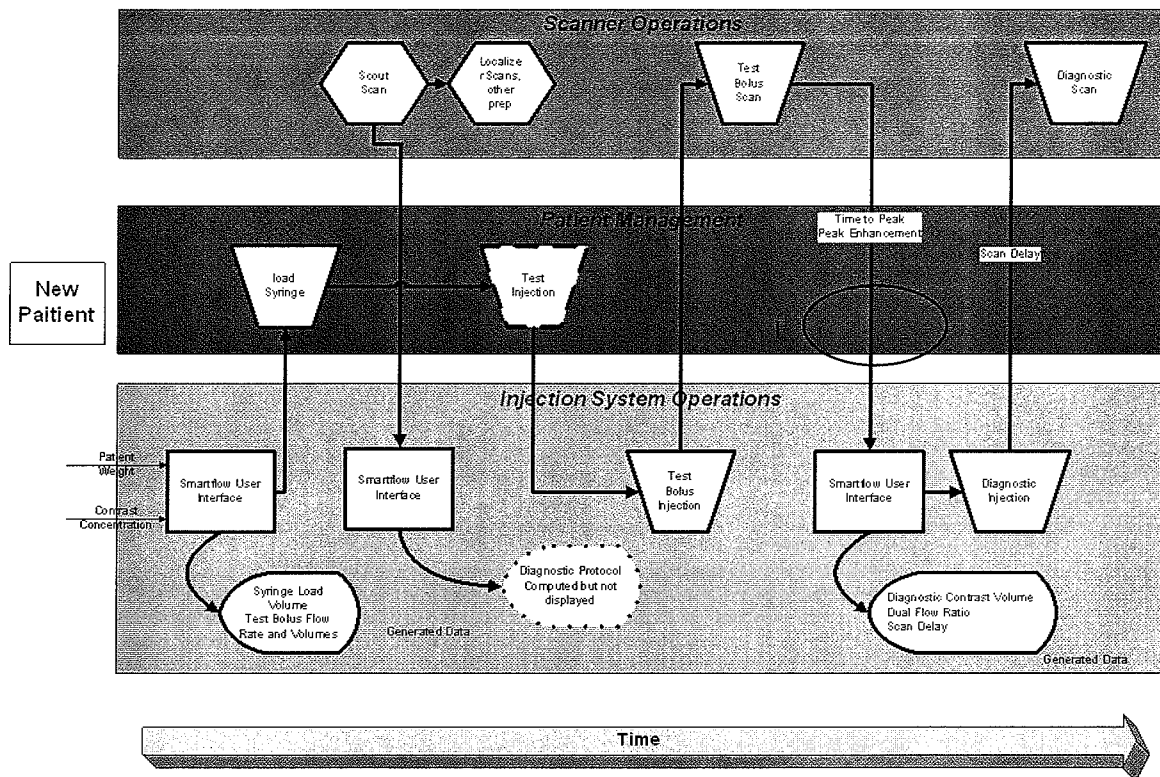 Scanner Operations
Scout
Scan
Localize
r Scans,
other
prep
Test
Bolus
Scan
Diagnostic
Scan
Patient Management
Time to Peak
Peak Enhancement
Scan Delay
load
Syringe
Test
Injection
New
Paitient
Injection System Operations
Patient
Weight
Contrast
Concentration
Smartflow User
Interface
Smartflow User
Interface
Test
Bolus
Injection
Smartflow User
Interface
Diagnostic
Injection
Syringe Load
Volume
Test Bolus Flow
Rate and Volumes
Generated Data
Diagnostic Protocol
Computed but not
displayed
Diagnostic Contrast Volume
Dual Flow Ratio
Scan Delay
Generated Data
Time